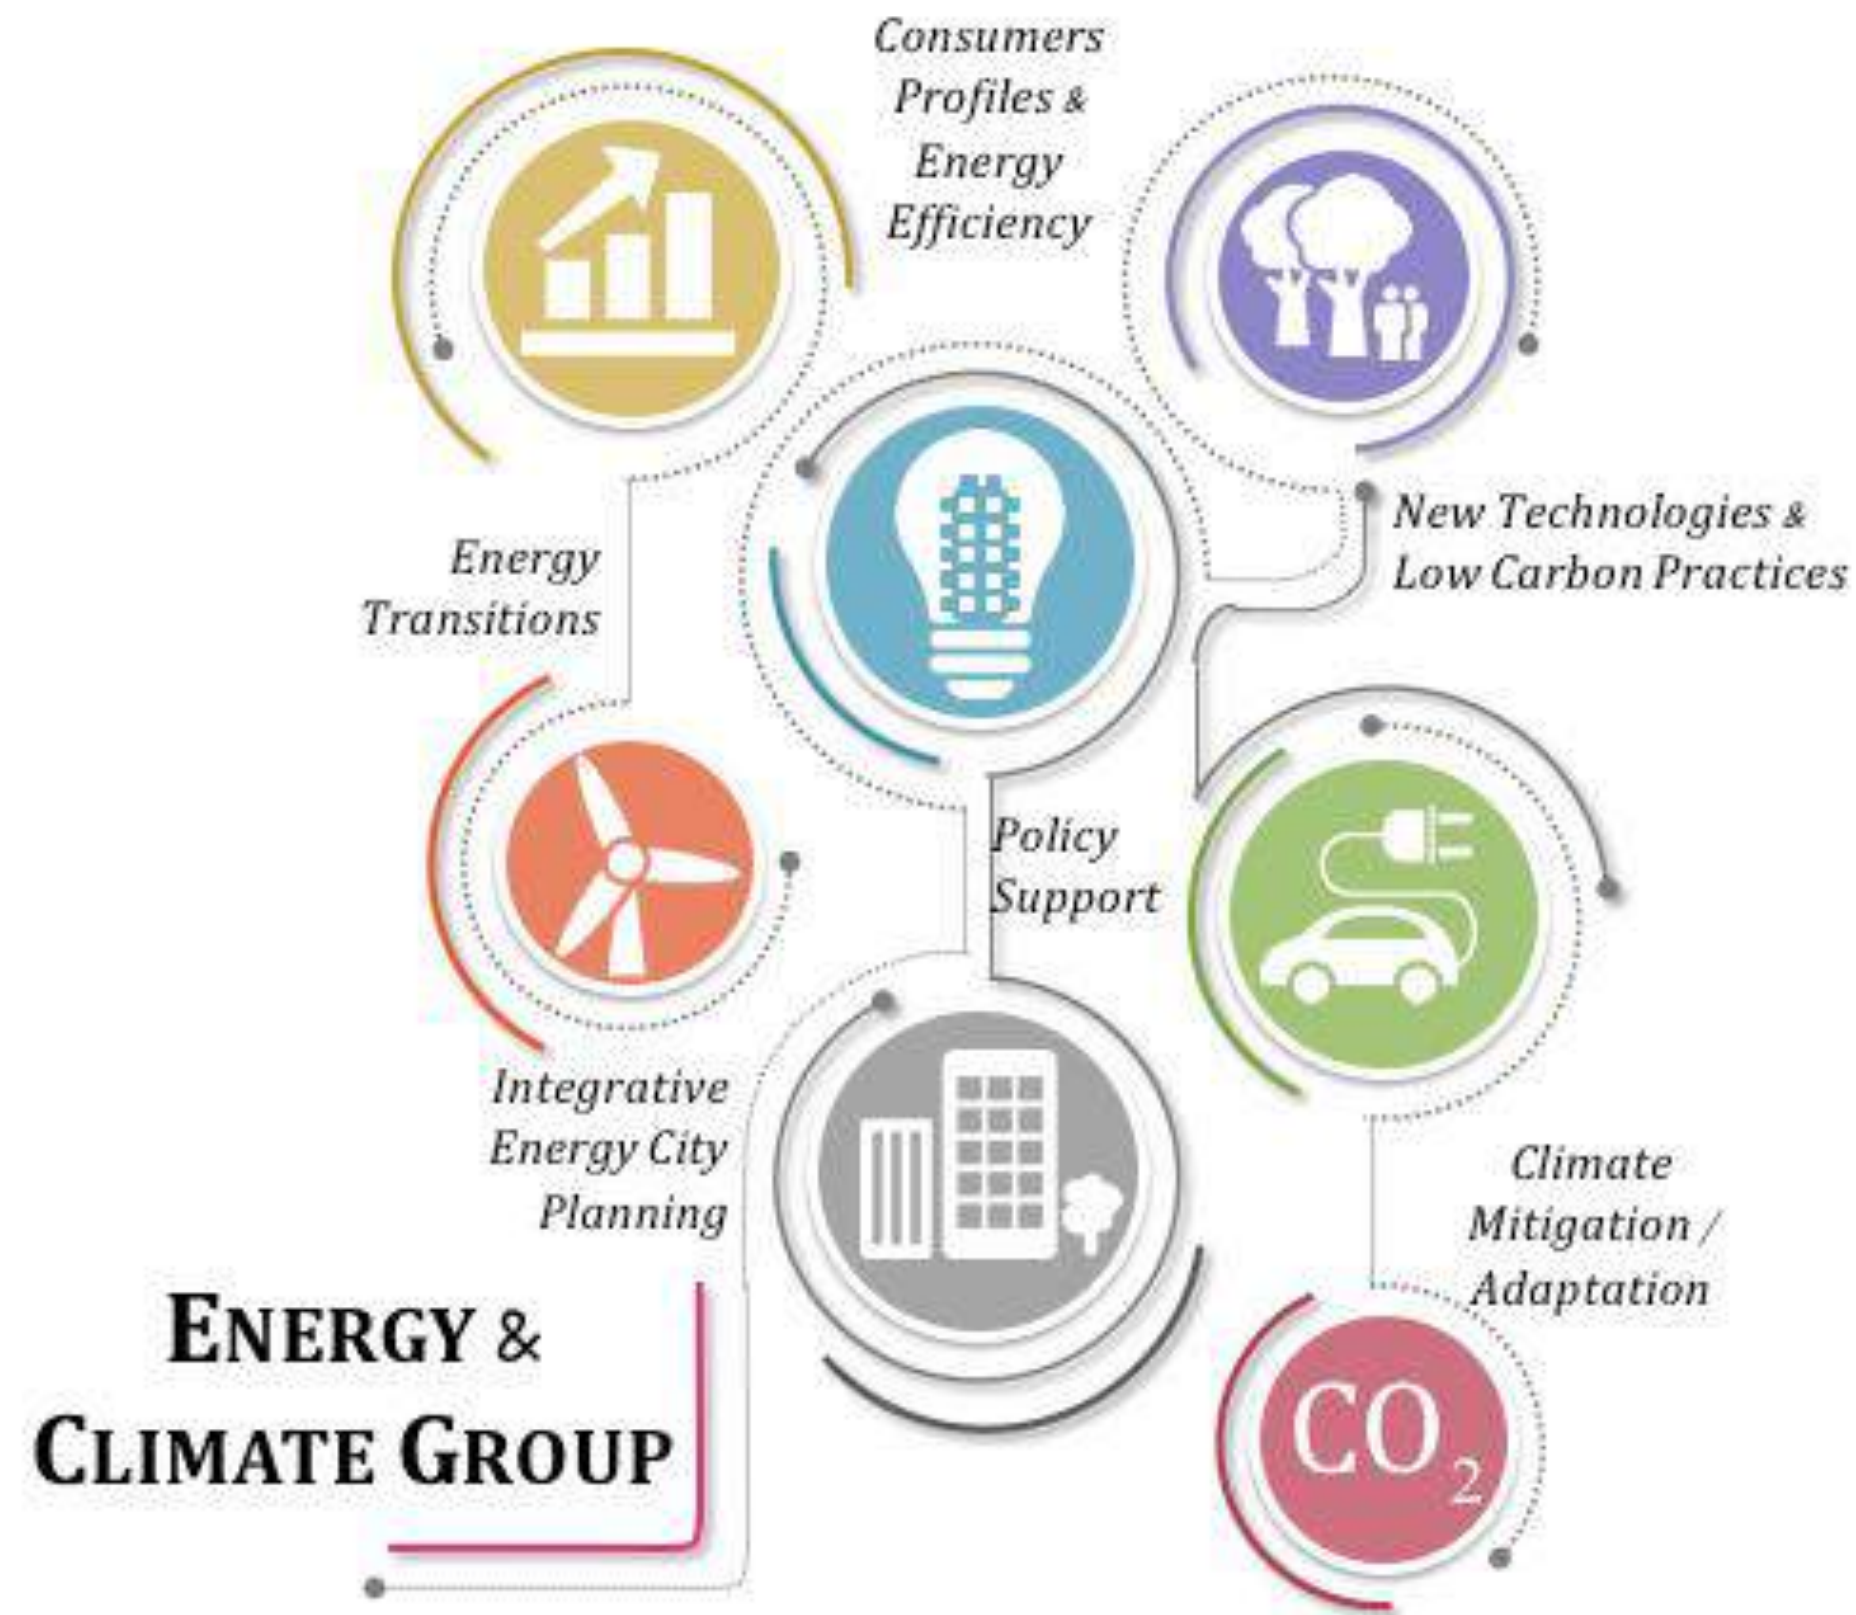 Consumers
Profiles &
Energy
Efficiency
New Technologies &
Low Carbon Practices
Energy
Transitions
Policy
Support
Integrative
Energy City
Planning
Climate
Mitigation /
Adaptation
ENERGY &
CLIMATE GROUP
CO2